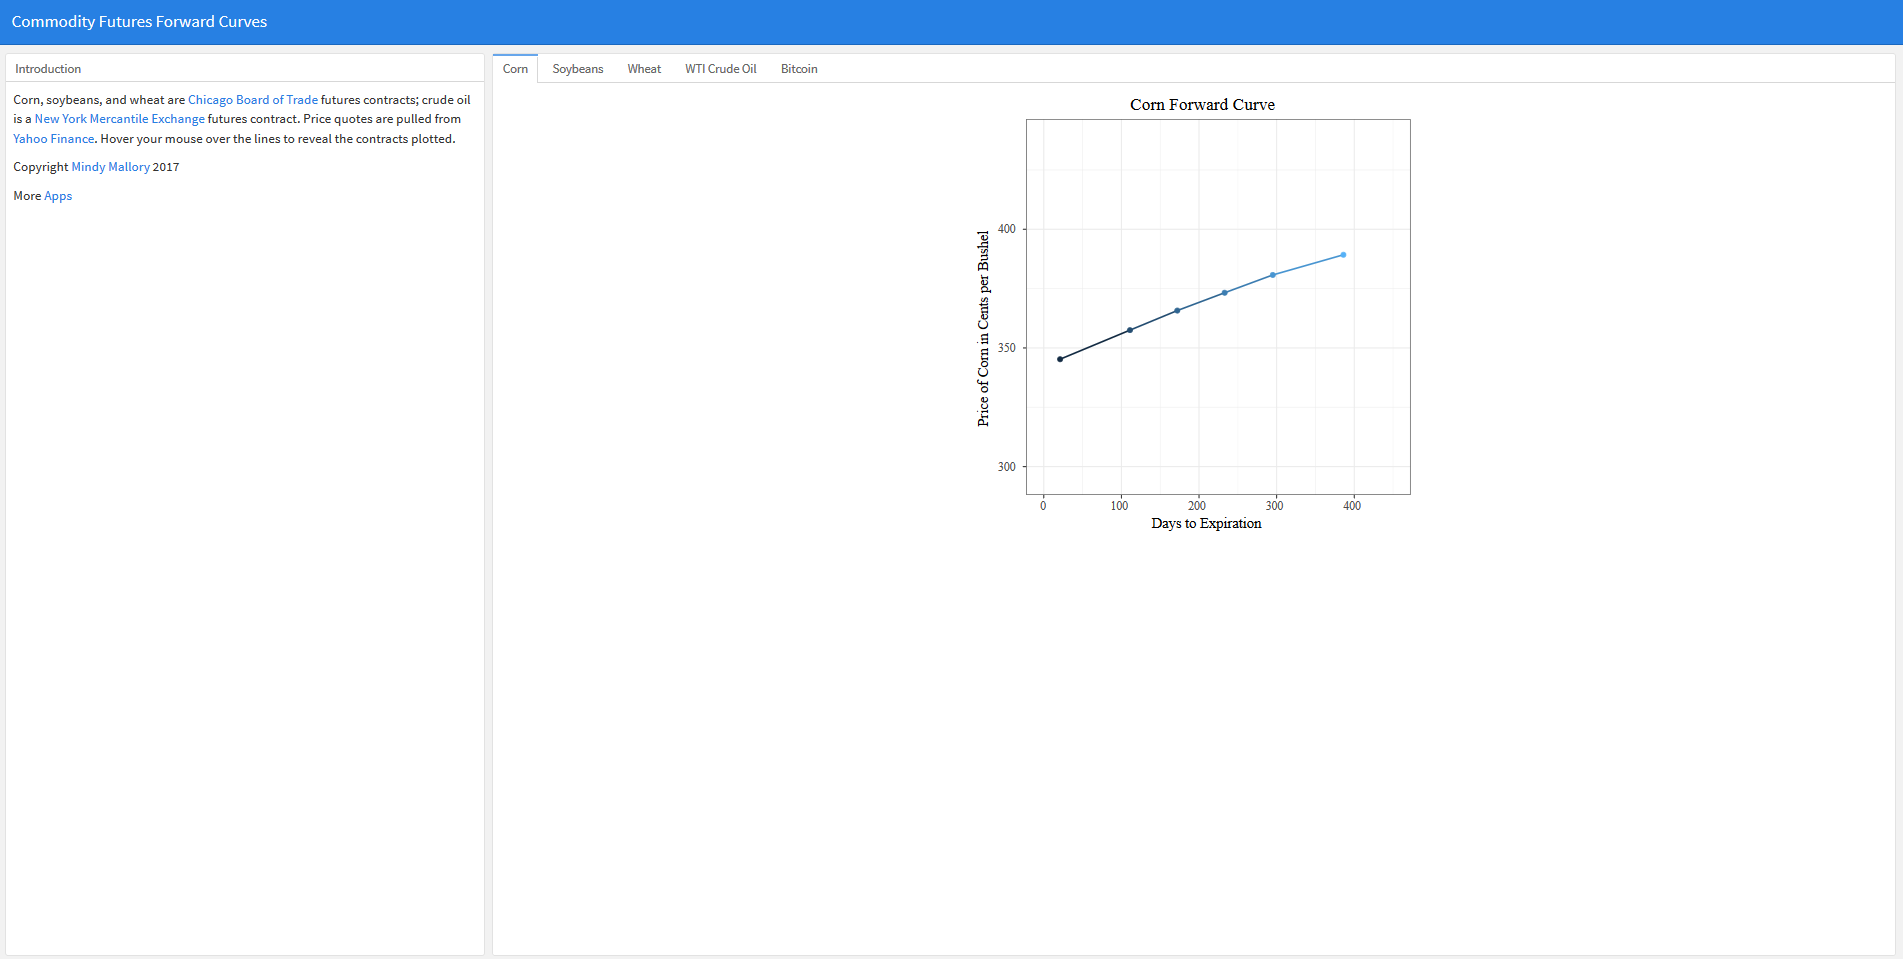 Commodity Futures Forward Curves
Introduction
Corn, soybeans, and wheat are Chicago Board of Trade futures contracts; crude oil
is a New York Mercantile Exchange futures contract. Price quotes are pulled from
Yahoo Finance. Hover your mouse over the lines to reveal the contracts plotted.
Copyright Mindy Mallory 2017
More Apps
Corn Soybeans Wheat WTI Crude Oil Bitcoin
Corn Forward Curve
Price of Corn in Cents per Bushel
400
350
300
0 100 200 300 400
Days to Expiration